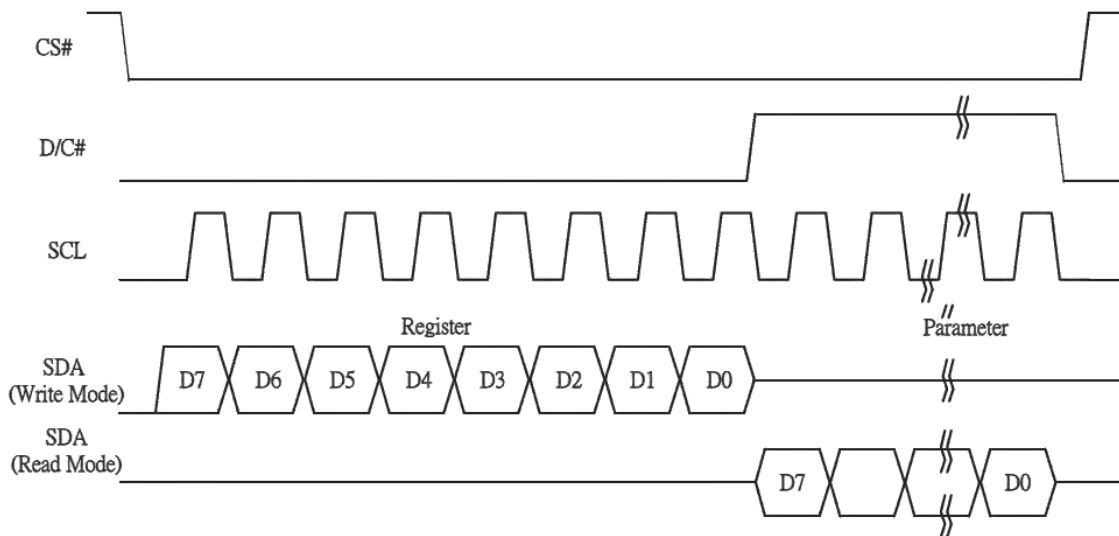 CS#
D/C#
SCL
Register Parameter
SDA
(Write Mode)
D7 D6 D5 D4 D3 D2 D1 D0
SDA
(Read Mode)
D7 D0